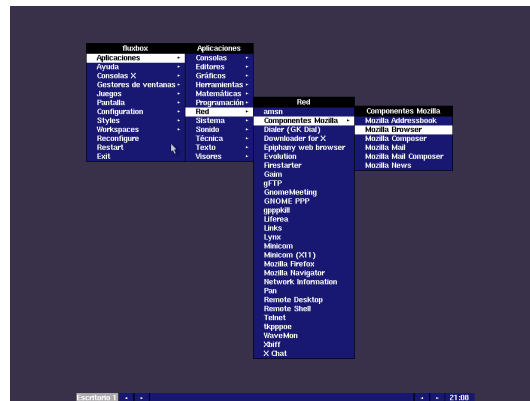 fluxbox
Aplicaciones
Ayuda
Consolas X
Gestores de ventanas
Juegos
Pantalla
Configuration
Styles
Workspaces
Reconfigure
Restart
Exit
Aplicaciones
Consolas
Editores
Gráficos
Herramientas
Matemáticas
Programación
Red
Sistema
Sonido
Técnica
Texto
Visores
Red
amsn
Componentes Mozilla
Dialer (GK Dial)
Downloader for X
Epiphany web browser
Evolution
Firestarter
Gaim
gFTP
GnomeMeeting
GNOME PPP
gpppkill
Liferea
Links
Lynx
Minicom
Minicom (X11)
Mozilla Firefox
Mozilla Navigator
Network Information
Pan
Remote Desktop
Remote Shell
Telnet
tkpppoe
WaveMon
Xbiff
X Chat
Componentes Mozilla
Mozilla Addressbook
Mozilla Browser
Mozilla Composer
Mozilla Mail
Mozilla Mail Composer
Mozilla News
Escritorio 1
21:08